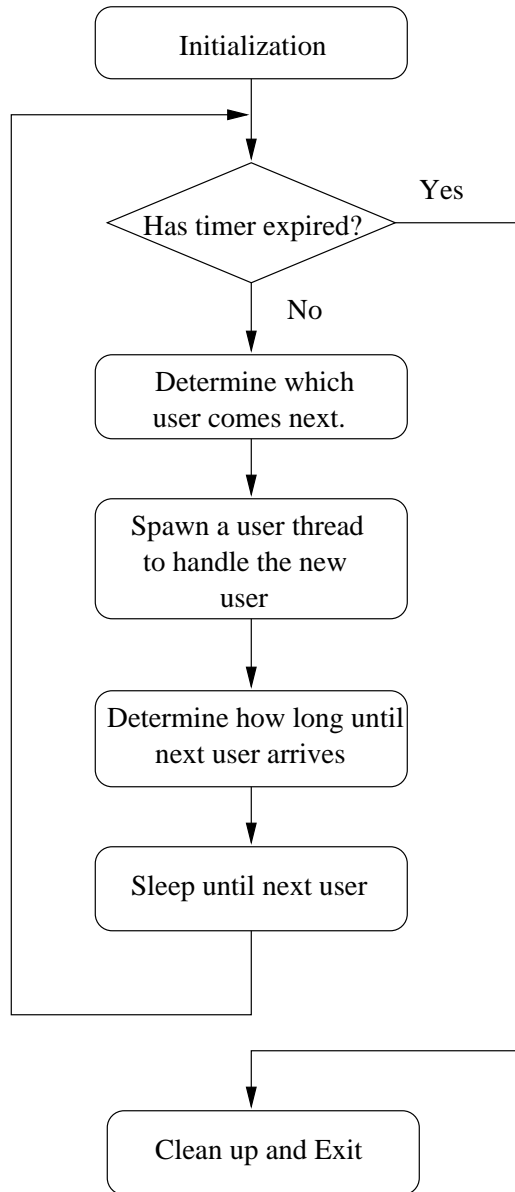 Initialization
Yes
Has timer expired?
No
Determine which
user comes next.
Spawn a user thread
to handle the new
user
Determine how long until
next user arrives
Sleep until next user
Clean up and Exit